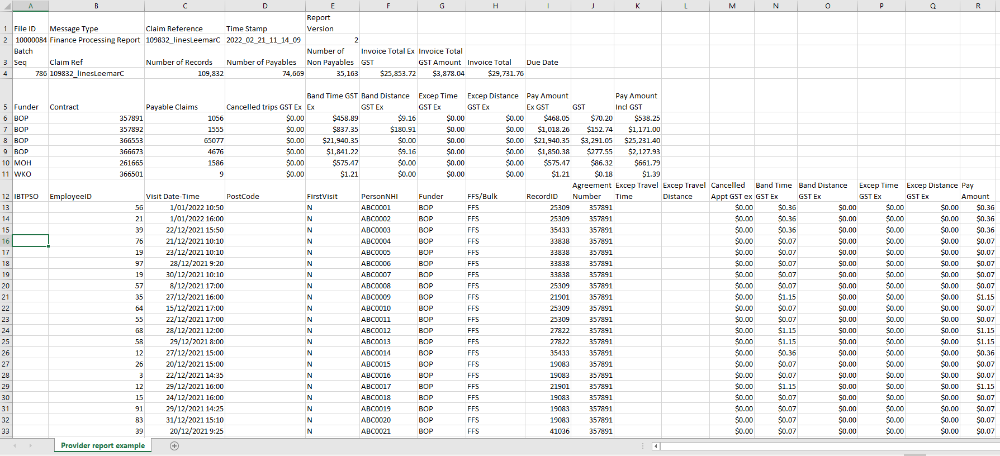 A B C D E F G H I J K L M N O P Q R
1 File ID Message Type Claim Reference Time Stamp Report Version
2 10000084 Finance Processing Report 109832_linesLeemarC 2022_02_21_11_14_09 2
3 Batch Seq Claim Ref Number of Records Number of Payables Number of Non Payables Invoice Total Ex GST Invoice Total GST Amount Invoice Total Due Date
4 786 109832_linesLeemarC 109,832 74,669 35,163 $25,853.72 $3,878.04 $29,731.76
5 Funder Contract Payable Claims Cancelled trips GST Ex Band Time GST Ex Band Distance GST Ex Excep Time GST Ex Excep Distance GST Ex Pay Amount Ex GST GST Pay Amount Incl GST
6 BOP 357891 1056 $0.00 $458.89 $9.16 $0.00 $0.00 $468.05 $70.20 $538.25
7 BOP 357892 1555 $0.00 $837.35 $180.91 $0.00 $0.00 $1,018.26 $152.74 $1,171.00
8 BOP 366553 65077 $0.00 $21,940.35 $0.00 $0.00 $0.00 $21,940.35 $3,291.05 $25,231.40
9 BOP 366673 4676 $0.00 $1,841.22 $9.16 $0.00 $0.00 $1,850.38 $277.55 $2,127.93
10 MOH 261665 1586 $0.00 $575.47 $0.00 $0.00 $0.00 $575.47 $86.32 $661.79
11 WKO 366501 9 $0.00 $1.21 $0.00 $0.00 $0.00 $1.21 $0.18 $1.39
12 IBTPSO EmployeeID Visit Date-Time PostCode FirstVisit PersonNHI Funder FFS/Bulk RecordID Agreement Number Excep Travel Time Excep Travel Distance Cancelled Appt GST ex Band Time GST Ex Band Distance GST Ex Excep Time GST Ex Excep Distance GST Ex Pay Amount
13 56 1/01/2022 10:50 N ABC0001 BOP FFS 25309 357891 $0.00 $0.36 $0.00 $0.00 $0.00 $0.36
14 21 1/01/2022 16:00 N ABC0002 BOP FFS 25309 357891 $0.00 $0.36 $0.00 $0.00 $0.00 $0.36
15 39 22/12/2021 15:50 N ABC0003 BOP FFS 35433 357891 $0.00 $0.36 $0.00 $0.00 $0.00 $0.36
16 76 21/12/2021 10:10 N ABC0004 BOP FFS 33838 357891 $0.00 $0.07 $0.00 $0.00 $0.00 $0.07
17 19 23/12/2021 10:10 N ABC0005 BOP FFS 33838 357891 $0.00 $0.07 $0.00 $0.00 $0.00 $0.07
18 97 28/12/2021 9:20 N ABC0006 BOP FFS 33838 357891 $0.00 $0.07 $0.00 $0.00 $0.00 $0.07
19 19 30/12/2021 10:10 N ABC0007 BOP FFS 33838 357891 $0.00 $0.07 $0.00 $0.00 $0.00 $0.07
20 57 8/12/2021 17:00 N ABC0008 BOP FFS 25309 357891 $0.00 $0.07 $0.00 $0.00 $0.00 $0.07
21 35 27/12/2021 16:00 N ABC0009 BOP FFS 21901 357891 $0.00 $1.15 $0.00 $0.00 $0.00 $1.15
22 64 15/12/2021 17:00 N ABC0010 BOP FFS 25309 357891 $0.00 $0.07 $0.00 $0.00 $0.00 $0.07
23 55 22/12/2021 17:00 N ABC0011 BOP FFS 25309 357891 $0.00 $0.07 $0.00 $0.00 $0.00 $0.07
24 68 28/12/2021 12:00 N ABC0012 BOP FFS 27822 357891 $0.00 $1.15 $0.00 $0.00 $0.00 $1.15
25 58 29/12/2021 8:00 N ABC0013 BOP FFS 27822 357891 $0.00 $1.15 $0.00 $0.00 $0.00 $1.15
26 12 27/12/2021 15:00 N ABC0014 BOP FFS 35433 357891 $0.00 $0.36 $0.00 $0.00 $0.00 $0.36
27 26 20/12/2021 15:00 N ABC0015 BOP FFS 19083 357891 $0.00 $0.07 $0.00 $0.00 $0.00 $0.07
28 3 22/12/2021 14:35 N ABC0016 BOP FFS 19083 357891 $0.00 $0.07 $0.00 $0.00 $0.00 $0.07
29 12 29/12/2021 16:00 N ABC0017 BOP FFS 21901 357891 $0.00 $1.15 $0.00 $0.00 $0.00 $1.15
30 15 24/12/2021 16:00 N ABC0018 BOP FFS 19083 357891 $0.00 $0.07 $0.00 $0.00 $0.00 $0.07
31 91 29/12/2021 14:25 N ABC0019 BOP FFS 19083 357891 $0.00 $0.07 $0.00 $0.00 $0.00 $0.07
32 83 31/12/2021 15:10 N ABC0020 BOP FFS 19083 357891 $0.00 $0.07 $0.00 $0.00 $0.00 $0.07
33 39 20/12/2021 9:25 N ABC0021 BOP FFS 41036 357891 $0.00 $0.07 $0.00 $0.00 $0.00 $0.07
Provider report example